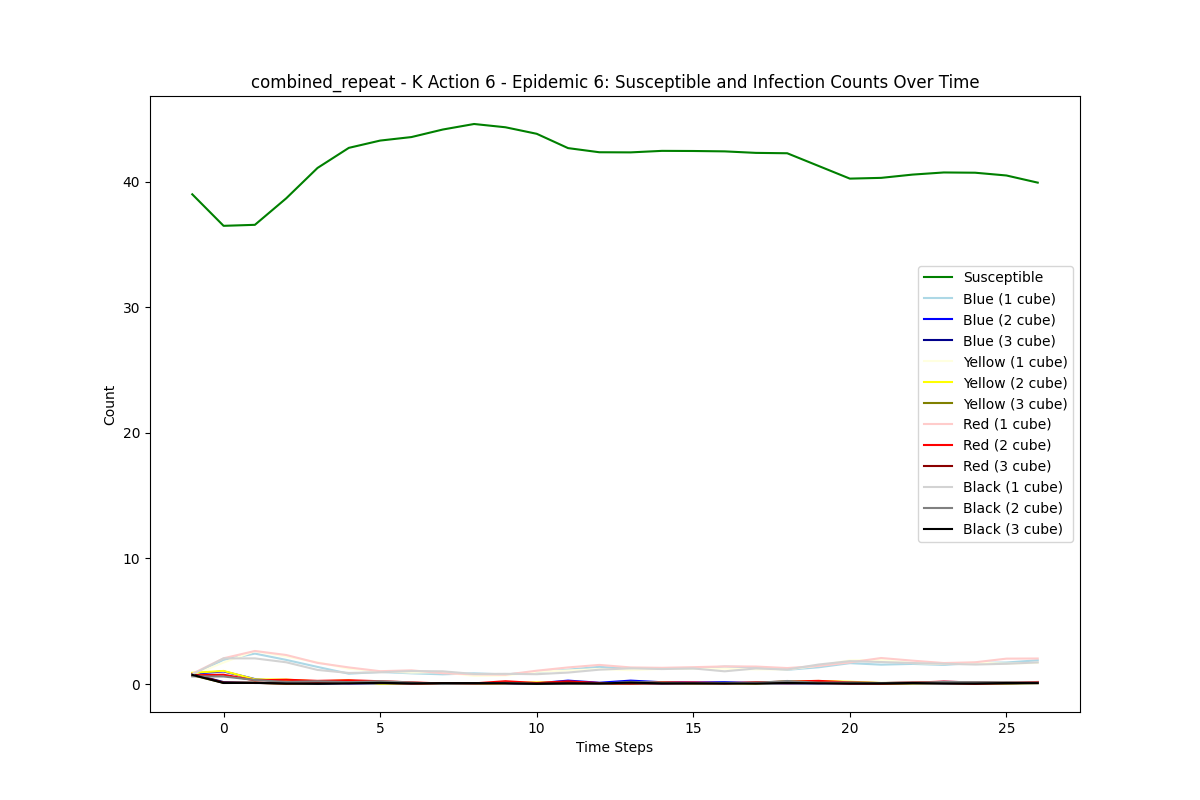 combined_repeat - K Action 6 - Epidemic 6: Susceptible and Infection Counts Over Time
40
30
20
10
0
Count
Susceptible
Blue (1 cube)
Blue (2 cube)
Blue (3 cube)
Yellow (1 cube)
Yellow (2 cube)
Yellow (3 cube)
Red (1 cube)
Red (2 cube)
Red (3 cube)
Black (1 cube)
Black (2 cube)
Black (3 cube)
0 5 10 15 20 25
Time Steps